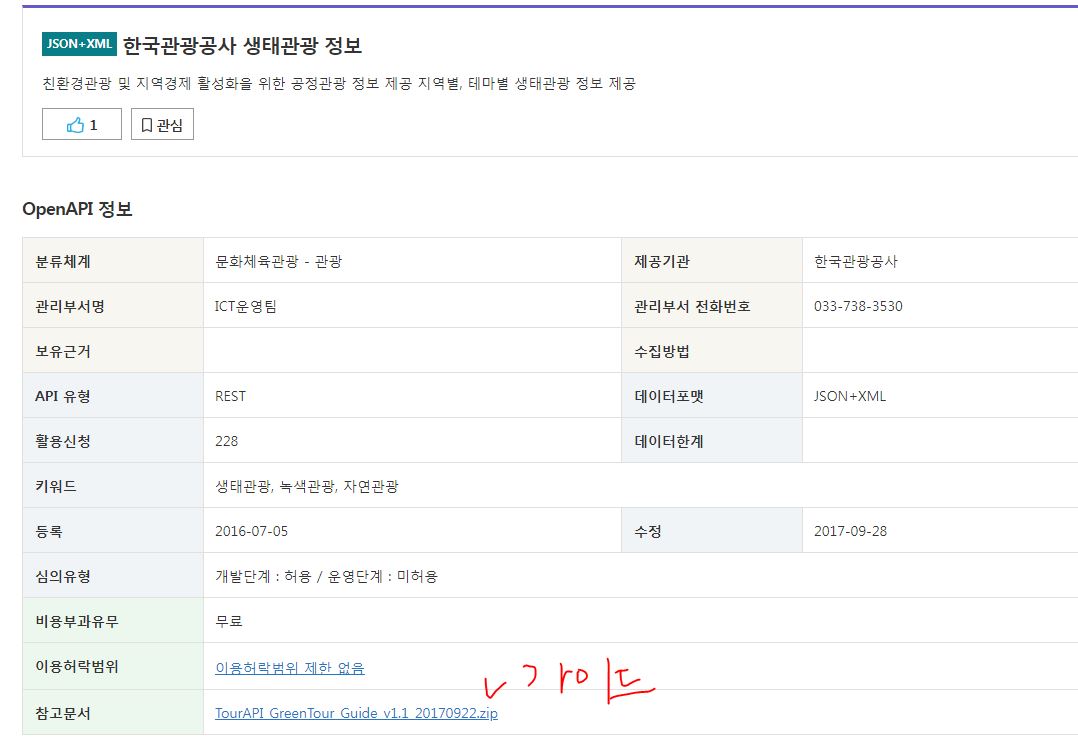 JSON+XML 한국관광공사 생태관광 정보
친환경관광 및 지역경제 활성화을 위한 공정관광 정보 제공 지역별, 테마별 생태관광 정보 제공
1 관심
OpenAPI 정보
분류체계 문화체육관광 - 관광 제공기관 한국관광공사
관리부서명 ICT운영팀 관리부서 전화번호 033-738-3530
보유근거 수집방법
API 유형 REST 데이터포맷 JSON+XML
활용신청 228 데이터한계
키워드 생태관광, 녹색관광, 자연관광
등록 2016-07-05 수정 2017-09-28
심의유형 개발단계 : 허용 / 운영단계 : 미허용
비용부과유무 무료
이용허락범위 이용허락범위 제한 없음
가이드
참고문서 TourAPI_GreenTour_Guide_v1.1_20170922.zip